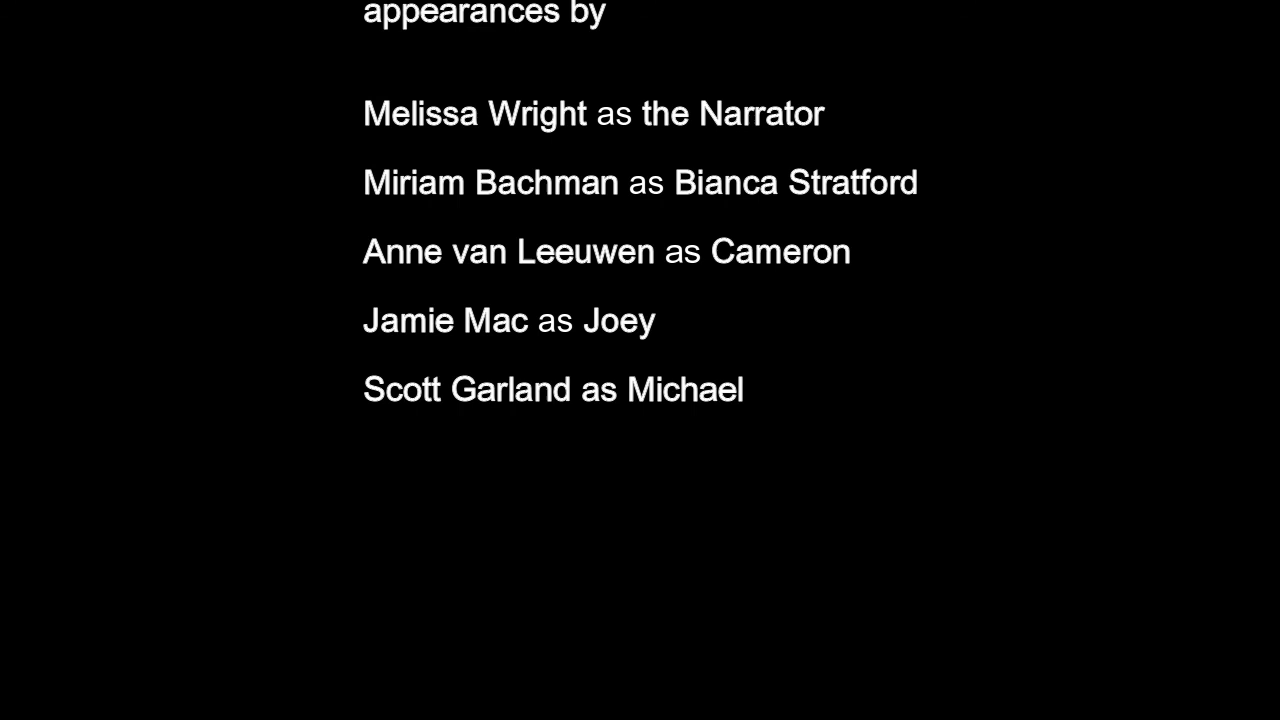 appearances by
Melissa Wright as the Narrator
Miriam Bachman as Bianca Stratford
Anne van Leeuwen as Cameron
Jamie Mac as Joey
Scott Garland as Michael